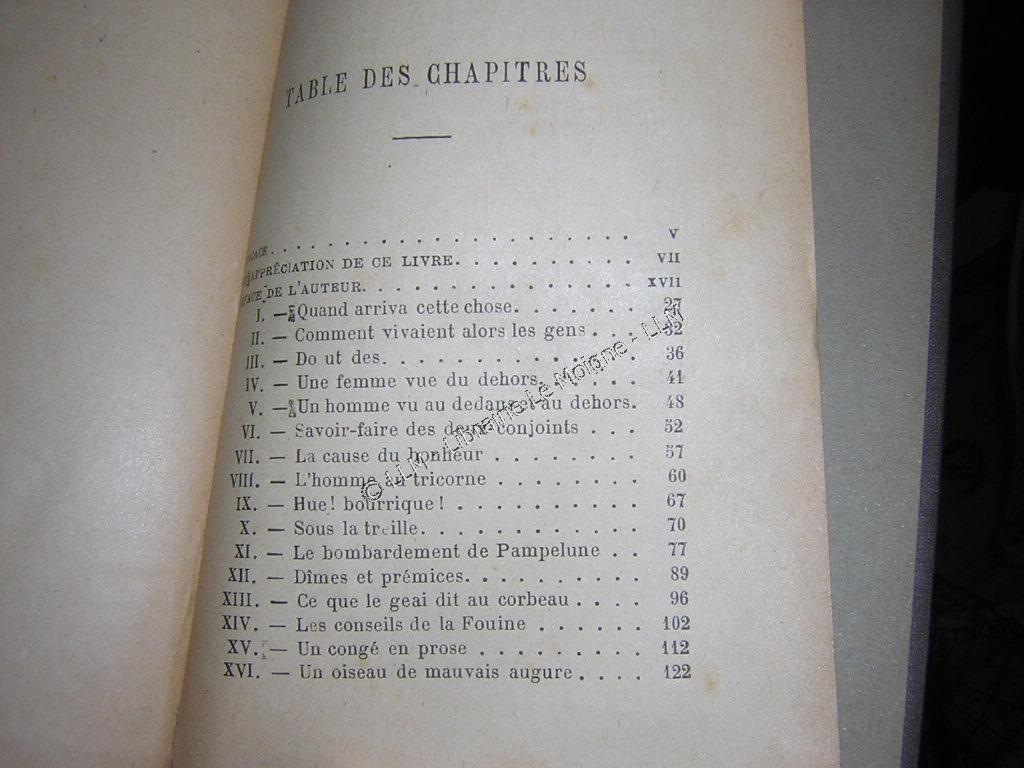 TABLE DES CHAPITRES
V
APPRÉCIATION DE CE LIVRE. . . . . . . . . . VII
DE L'AUTEUR. . . . . . . . . . . . . . . XVII
I. — Quand arriva cette chose. . . . . . . . 27
II. — Comment vivaient alors les gens . . . 32
III. — Do ut des. . . . . . . . . . . . . 36
IV. — Une femme vue du dehors. . . . . . 41
V. — Un homme vu au dedans et au dehors. 48
VI. — Savoir-faire des deux conjoints . . . 52
VII. — La cause du bonheur . . . . . . . . 57
VIII. — L'homme au tricorne . . . . . . . . 60
IX. — Hue! bourrique! . . . . . . . . . . 67
X. — Sous la treille. . . . . . . . . . . . 70
XI. — Le bombardement de Pampelune . . 77
XII. — Dîmes et prémices. . . . . . . . . . 89
XIII. — Ce que le geai dit au corbeau . . . . 96
XIV. — Les conseils de la Fouine . . . . . . 102
XV. — Un congé en prose . . . . . . . . . 112
XVI. — Un oiseau de mauvais augure . . . . 122
© LLM - Librairie Le Moigne - LLM